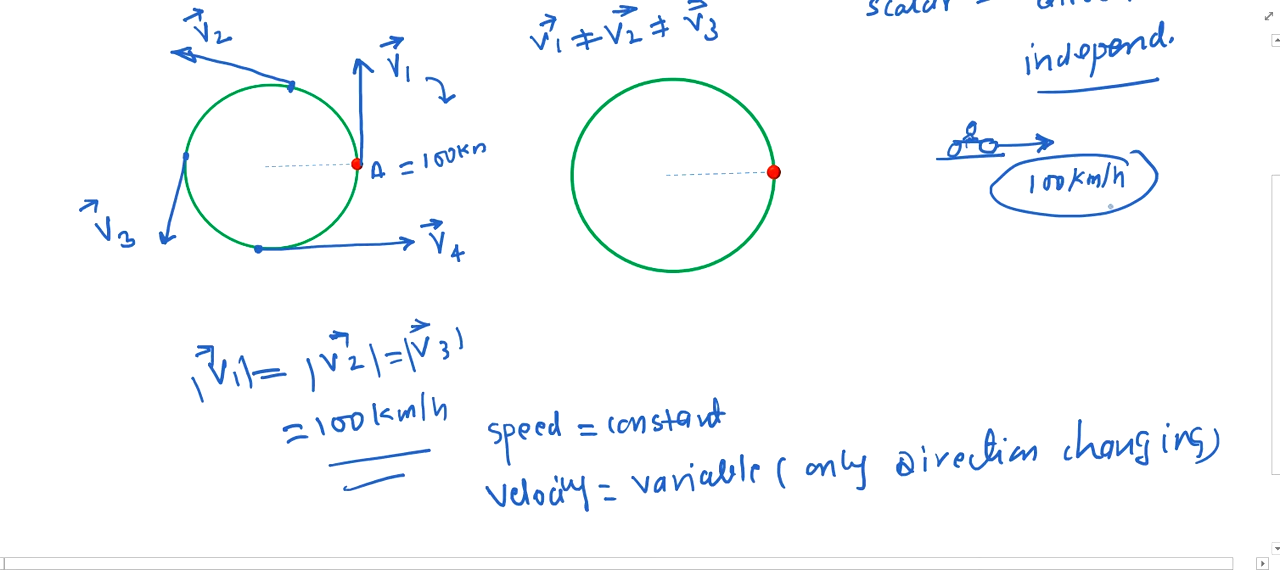 V⃗2
V⃗1
V⃗1 ≠ V⃗2 ≠ V⃗3
scalar -
independ.
A = 100km
100km/h
V⃗3
V⃗4
|V⃗1| = |V⃗2| = |V⃗3|
= 100km/h
speed = constant
velocity = variable ( only direction changing)